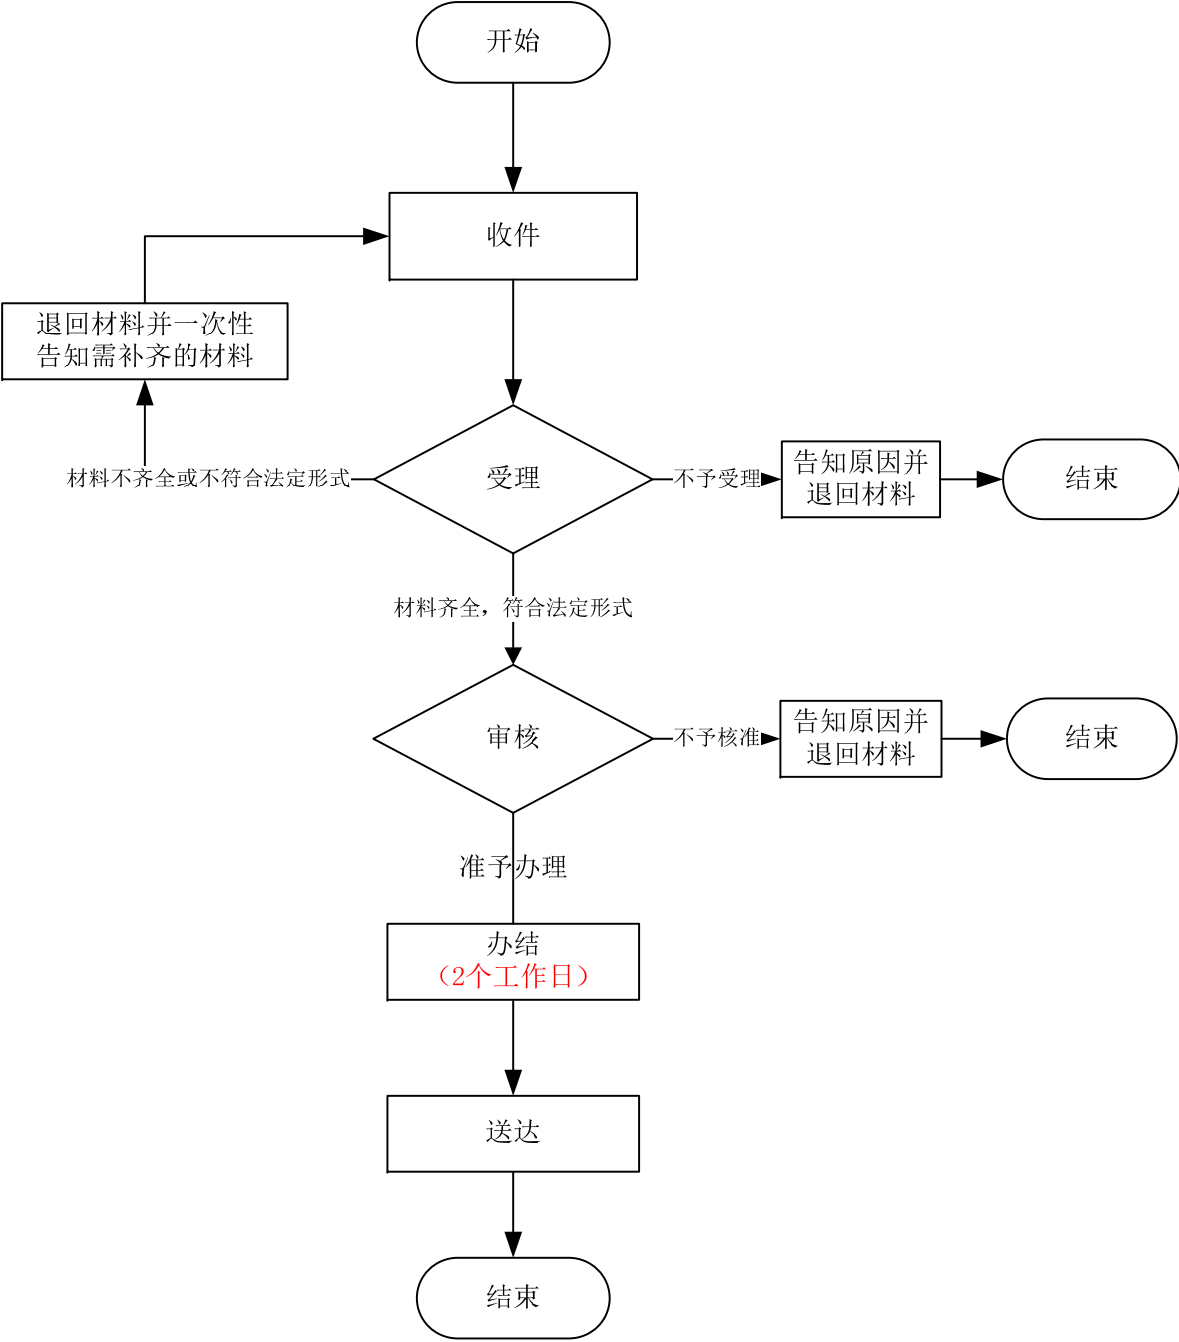 开始
收件
退回材料并一次性
告知需补齐的材料
材料不齐全或不符合法定形式
受理
不予受理
告知原因并
退回材料
结束
材料齐全，符合法定形式
审核
不予核准
告知原因并
退回材料
结束
准予办理
办结
（2个工作日）
送达
结束